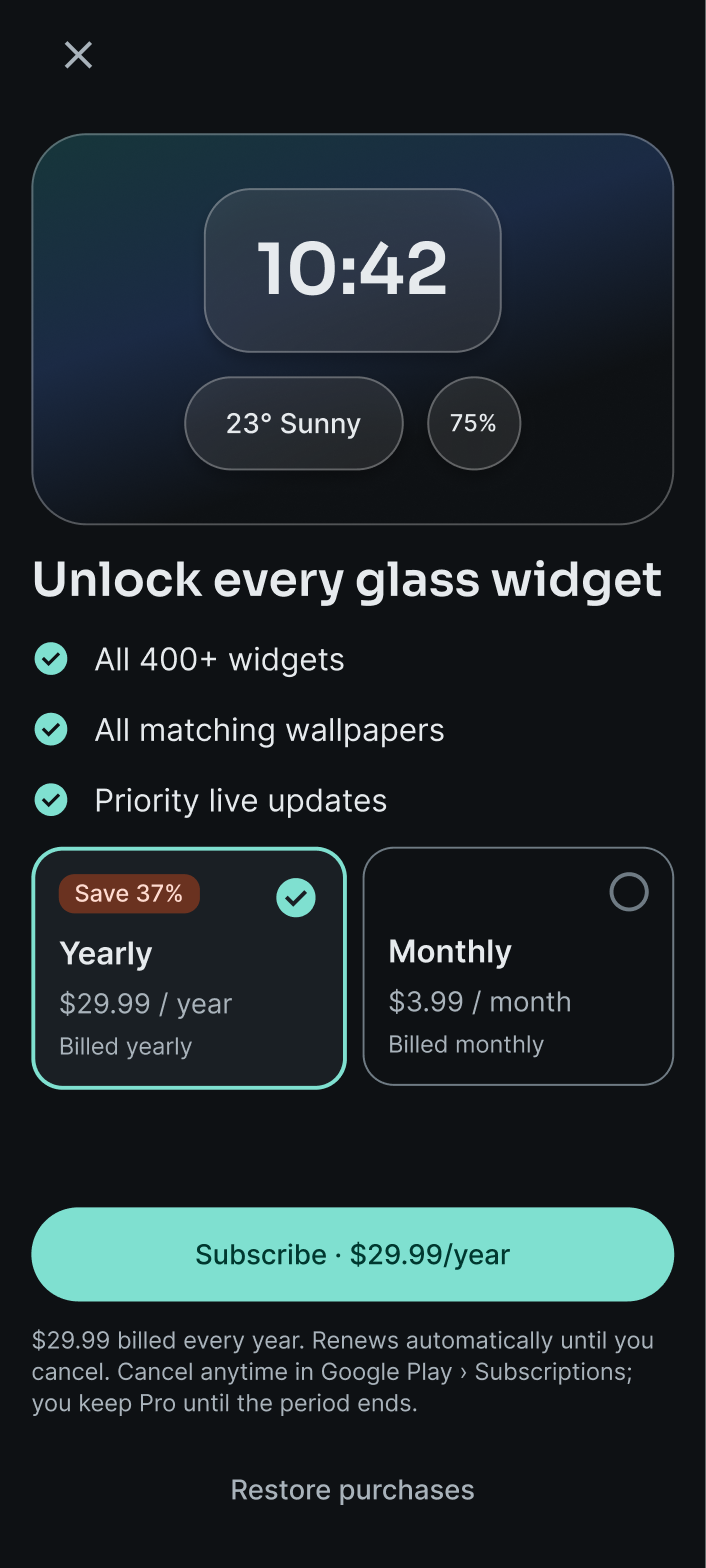 10:42
23° Sunny
75%
Unlock every glass widget
All 400+ widgets
All matching wallpapers
Priority live updates
Save 37%
Yearly
$29.99 / year
Billed yearly
Monthly
$3.99 / month
Billed monthly
Subscribe · $29.99/year
$29.99 billed every year. Renews automatically until you
cancel. Cancel anytime in Google Play › Subscriptions;
you keep Pro until the period ends.
Restore purchases